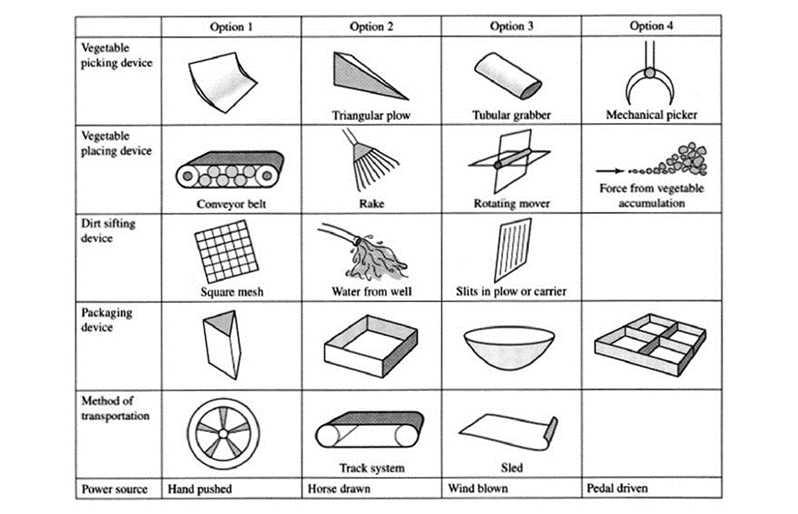 Option 1 Option 2 Option 3 Option 4
Vegetable
picking device
Triangular plow Tubular grabber Mechanical picker
Vegetable
placing device
Conveyor belt Rake Rotating mover Force from vegetable
accumulation
Dirt sifting
device
Square mesh Water from well Slits in plow or carrier
Packaging
device
Method of
transportation
Track system Sled
Power source Hand pushed Horse drawn Wind blown Pedal driven